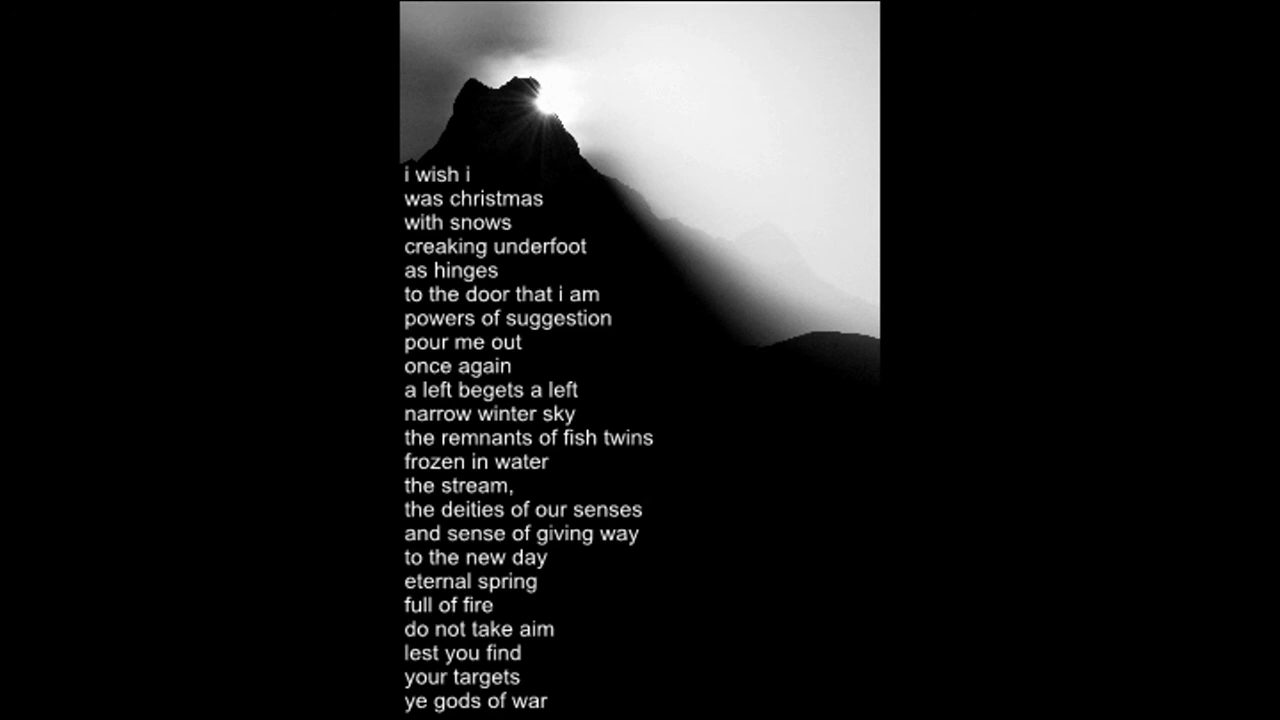 i wish i
was christmas
with snows
creaking underfoot
as hinges
to the door that i am
powers of suggestion
pour me out
once again
a left begets a left
narrow winter sky
the remnants of fish twins
frozen in water
the stream,
the deities of our senses
and sense of giving way
to the new day
eternal spring
full of fire
do not take aim
lest you find
your targets
ye gods of war